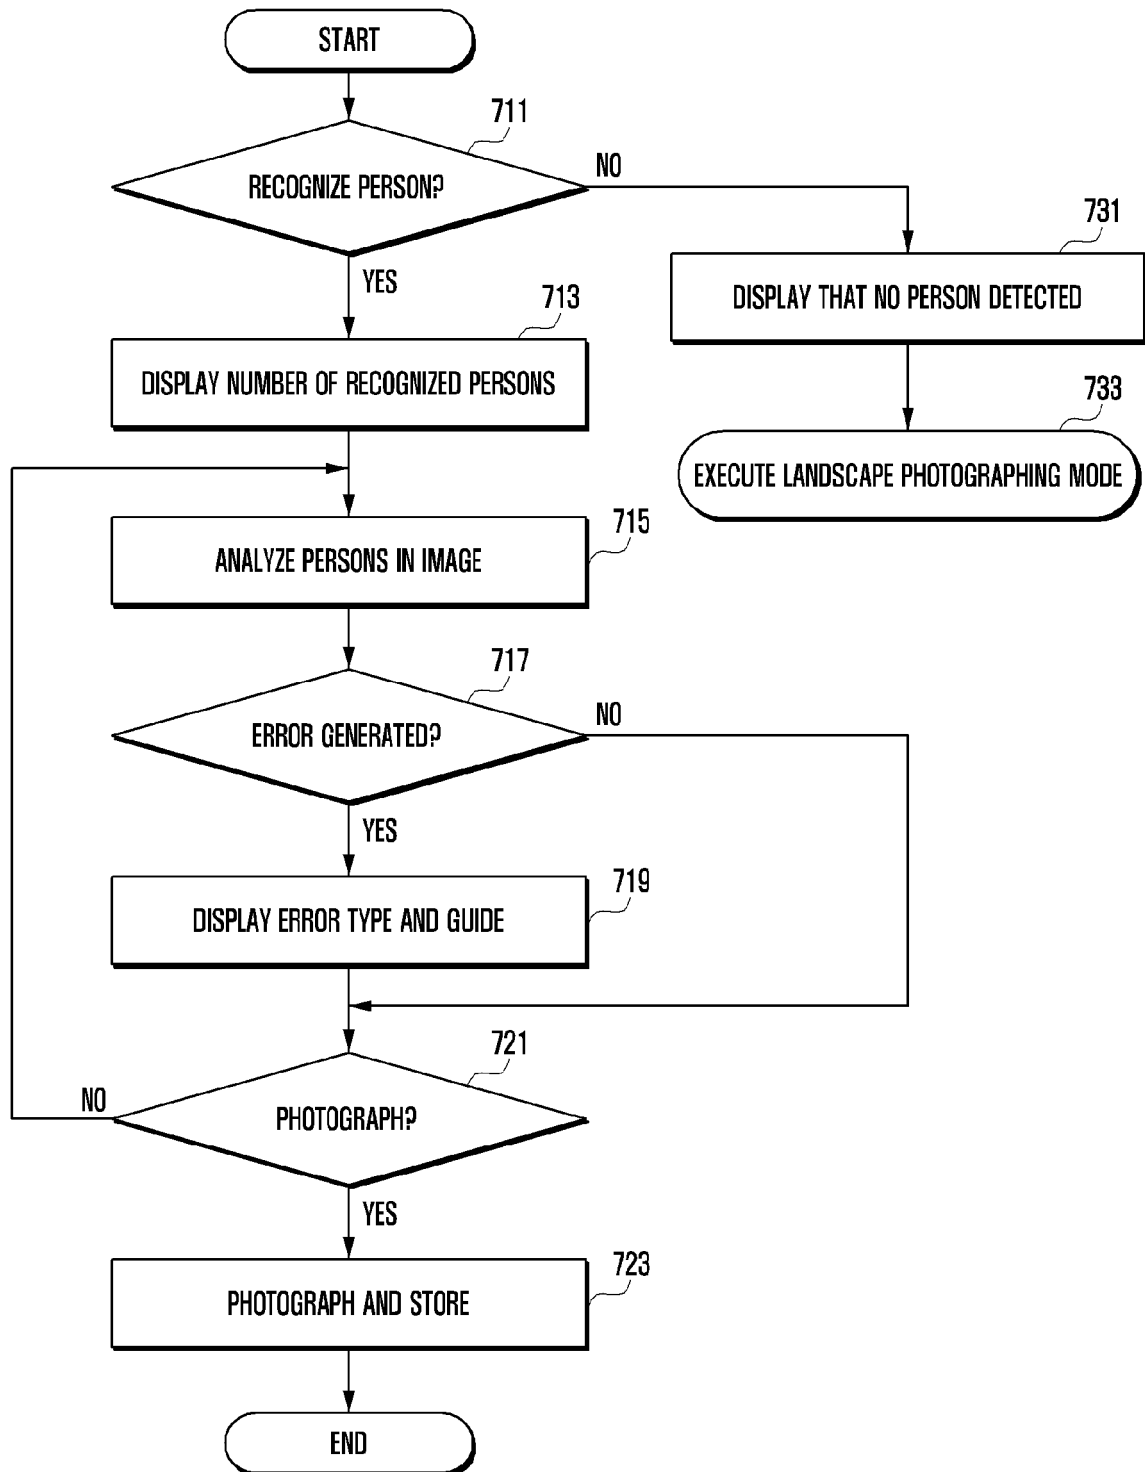 START
711
RECOGNIZE PERSON?
NO
YES
731
DISPLAY THAT NO PERSON DETECTED
713
DISPLAY NUMBER OF RECOGNIZED PERSONS
733
EXECUTE LANDSCAPE PHOTOGRAPHING MODE
715
ANALYZE PERSONS IN IMAGE
717
ERROR GENERATED?
NO
YES
719
DISPLAY ERROR TYPE AND GUIDE
721
PHOTOGRAPH?
NO
YES
723
PHOTOGRAPH AND STORE
END